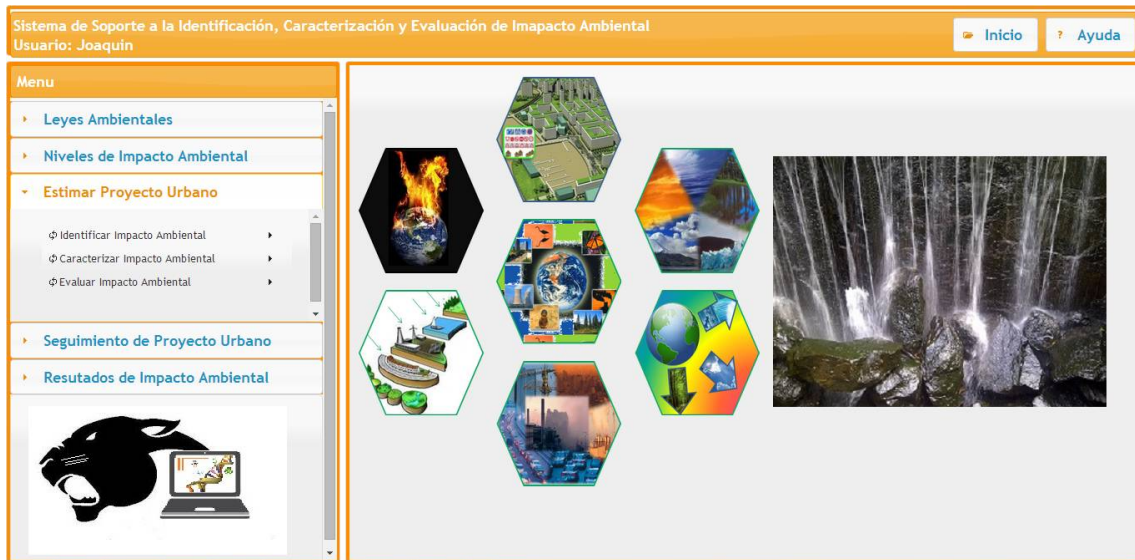 Sistema de Soporte a la Identificación, Caracterización y Evaluación de Imapacto Ambiental
Usuario: Joaquin
Inicio
? Ayuda
Menu
Leyes Ambientales
Niveles de Impacto Ambiental
Estimar Proyecto Urbano
Identificar Impacto Ambiental
Caracterizar Impacto Ambiental
Evaluar Impacto Ambiental
Seguimiento de Proyecto Urbano
Resutados de Impacto Ambiental